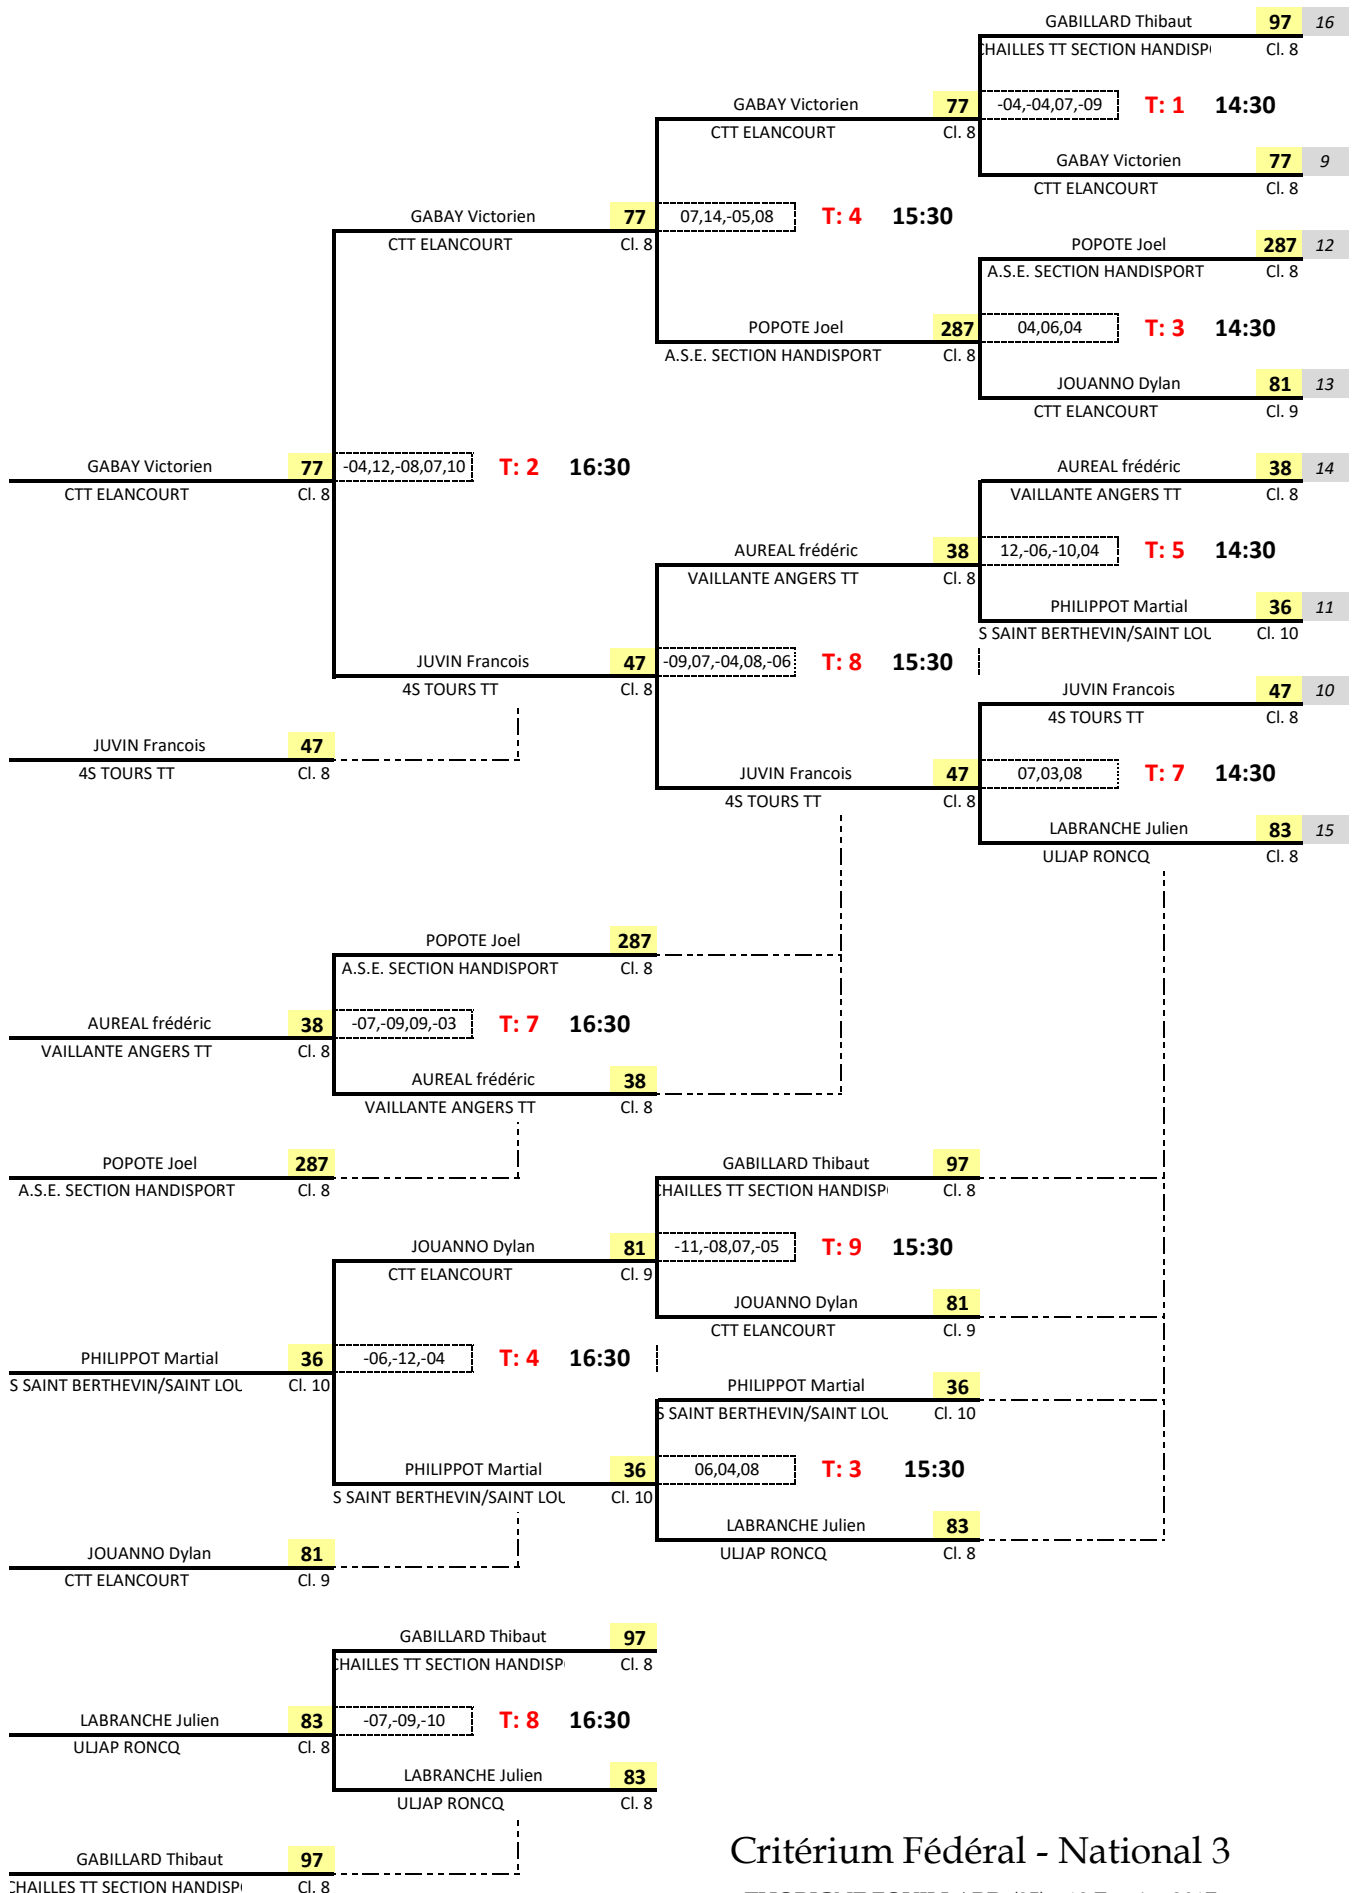 GABILLARD Thibaut 97 16
CHAILLES TT SECTION HANDISP Cl. 8
GABAY Victorien 77 -04,-04,07,-09 T: 1 14:30
CTT ELANCOURT Cl. 8
GABAY Victorien 77 9
CTT ELANCOURT Cl. 8
GABAY Victorien 77 07,14,-05,08 T: 4 15:30
CTT ELANCOURT Cl. 8
POPOTE Joel 287 12
A.S.E. SECTION HANDISPORT Cl. 8
POPOTE Joel 287 04,06,04 T: 3 14:30
A.S.E. SECTION HANDISPORT Cl. 8
JOUANNO Dylan 81 13
CTT ELANCOURT Cl. 9
GABAY Victorien 77 -04,12,-08,07,10 T: 2 16:30
CTT ELANCOURT Cl. 8
AUREAL frédéric 38 14
VAILLANTE ANGERS TT Cl. 8
AUREAL frédéric 38 12,-06,-10,04 T: 5 14:30
VAILLANTE ANGERS TT Cl. 8
PHILIPPOT Martial 36 11
S SAINT BERTHEVIN/SAINT LOU Cl. 10
JUVIN Francois 47 -09,07,-04,08,-06 T: 8 15:30
4S TOURS TT Cl. 8
JUVIN Francois 47 10
4S TOURS TT Cl. 8
JUVIN Francois 47
4S TOURS TT Cl. 8
JUVIN Francois 47 07,03,08 T: 7 14:30
4S TOURS TT Cl. 8
LABRANCHE Julien 83 15
ULJAP RONCQ Cl. 8
POPOTE Joel 287
A.S.E. SECTION HANDISPORT Cl. 8
AUREAL frédéric 38 -07,-09,09,-03 T: 7 16:30
VAILLANTE ANGERS TT Cl. 8
AUREAL frédéric 38
VAILLANTE ANGERS TT Cl. 8
POPOTE Joel 287
A.S.E. SECTION HANDISPORT Cl. 8
GABILLARD Thibaut 97
CHAILLES TT SECTION HANDISP Cl. 8
JOUANNO Dylan 81 -11,-08,07,-05 T: 9 15:30
CTT ELANCOURT Cl. 9
JOUANNO Dylan 81
CTT ELANCOURT Cl. 9
PHILIPPOT Martial 36 -06,-12,-04 T: 4 16:30
S SAINT BERTHEVIN/SAINT LOU Cl. 10
PHILIPPOT Martial 36
S SAINT BERTHEVIN/SAINT LOU Cl. 10
PHILIPPOT Martial 36 06,04,08 T: 3 15:30
S SAINT BERTHEVIN/SAINT LOU Cl. 10
LABRANCHE Julien 83
ULJAP RONCQ Cl. 8
JOUANNO Dylan 81
CTT ELANCOURT Cl. 9
GABILLARD Thibaut 97
CHAILLES TT SECTION HANDISP Cl. 8
LABRANCHE Julien 83 -07,-09,-10 T: 8 16:30
ULJAP RONCQ Cl. 8
LABRANCHE Julien 83
ULJAP RONCQ Cl. 8
Critérium Fédéral - National 3
GABILLARD Thibaut 97
CHAILLES TT SECTION HANDISP Cl. 8